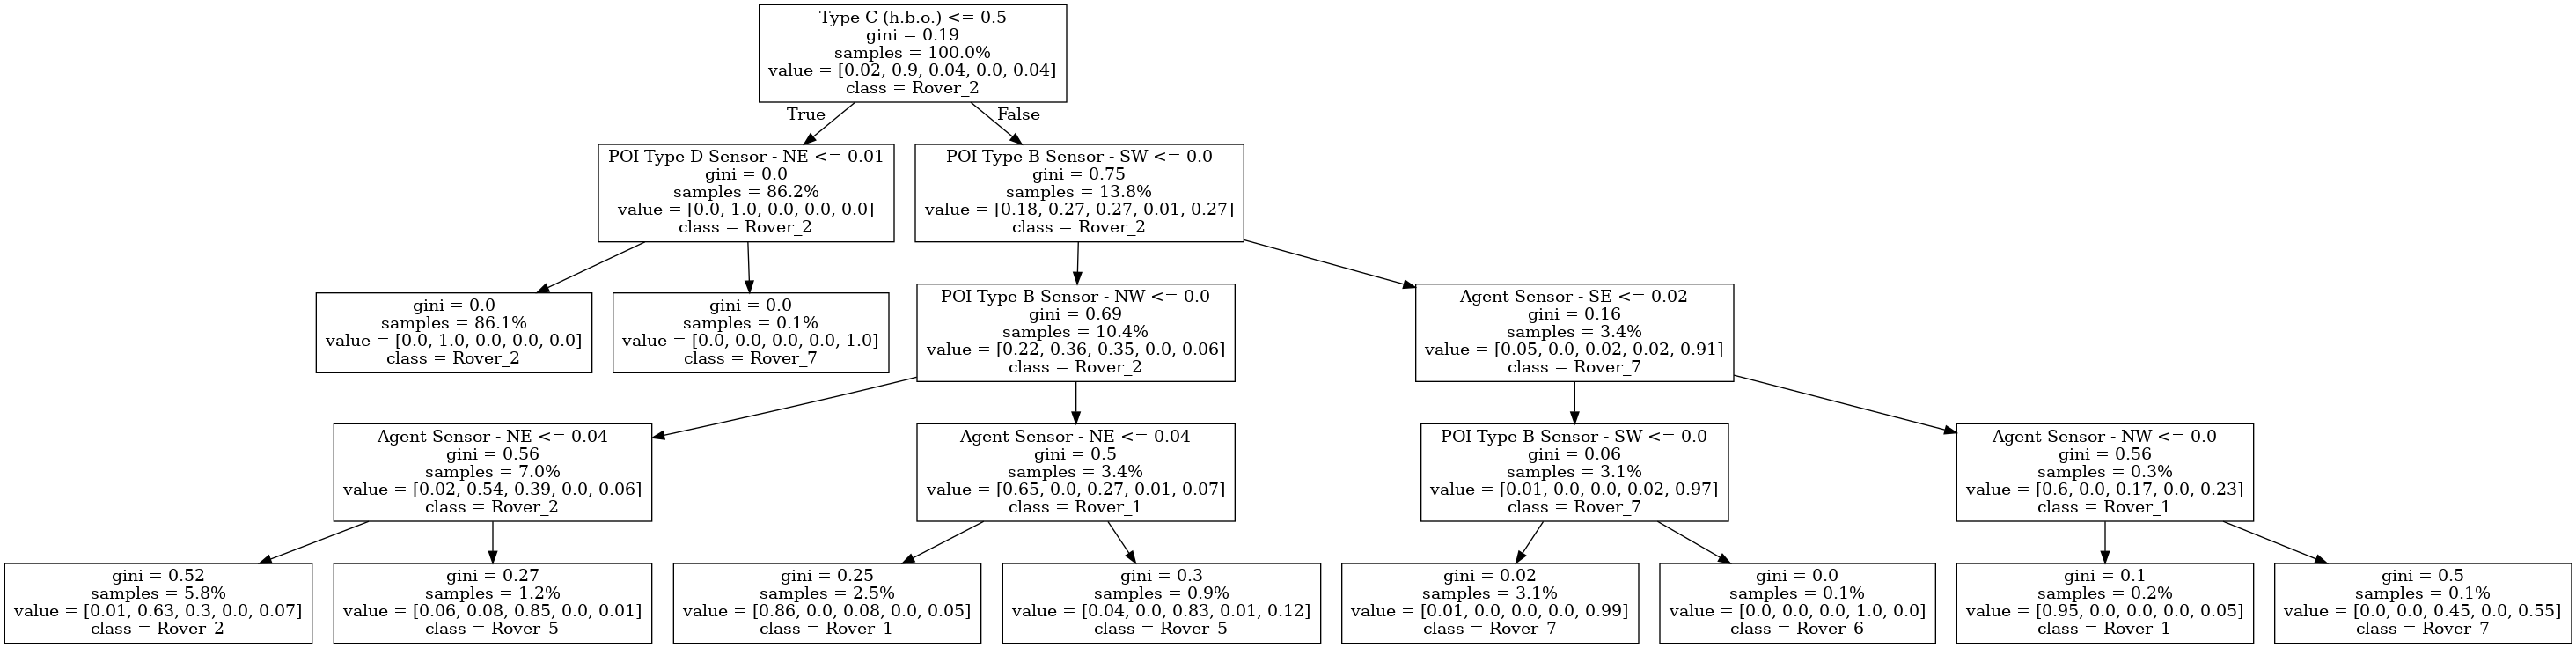 Type C (h.b.o.) <= 0.5
gini = 0.19
samples = 100.0%
value = [0.02, 0.9, 0.04, 0.0, 0.04]
class = Rover_2
True
False
POI Type D Sensor - NE <= 0.01
gini = 0.0
samples = 86.2%
value = [0.0, 1.0, 0.0, 0.0, 0.0]
class = Rover_2
POI Type B Sensor - SW <= 0.0
gini = 0.75
samples = 13.8%
value = [0.18, 0.27, 0.27, 0.01, 0.27]
class = Rover_2
gini = 0.0
samples = 86.1%
value = [0.0, 1.0, 0.0, 0.0, 0.0]
class = Rover_2
gini = 0.0
samples = 0.1%
value = [0.0, 0.0, 0.0, 0.0, 1.0]
class = Rover_7
POI Type B Sensor - NW <= 0.0
gini = 0.69
samples = 10.4%
value = [0.22, 0.36, 0.35, 0.0, 0.06]
class = Rover_2
Agent Sensor - SE <= 0.02
gini = 0.16
samples = 3.4%
value = [0.05, 0.0, 0.02, 0.02, 0.91]
class = Rover_7
Agent Sensor - NE <= 0.04
gini = 0.56
samples = 7.0%
value = [0.02, 0.54, 0.39, 0.0, 0.06]
class = Rover_2
Agent Sensor - NE <= 0.04
gini = 0.5
samples = 3.4%
value = [0.65, 0.0, 0.27, 0.01, 0.07]
class = Rover_1
POI Type B Sensor - SW <= 0.0
gini = 0.06
samples = 3.1%
value = [0.01, 0.0, 0.0, 0.02, 0.97]
class = Rover_7
Agent Sensor - NW <= 0.0
gini = 0.56
samples = 0.3%
value = [0.6, 0.0, 0.17, 0.0, 0.23]
class = Rover_1
gini = 0.52
samples = 5.8%
value = [0.01, 0.63, 0.3, 0.0, 0.07]
class = Rover_2
gini = 0.27
samples = 1.2%
value = [0.06, 0.08, 0.85, 0.0, 0.01]
class = Rover_5
gini = 0.25
samples = 2.5%
value = [0.86, 0.0, 0.08, 0.0, 0.05]
class = Rover_1
gini = 0.3
samples = 0.9%
value = [0.04, 0.0, 0.83, 0.01, 0.12]
class = Rover_5
gini = 0.02
samples = 3.1%
value = [0.01, 0.0, 0.0, 0.0, 0.99]
class = Rover_7
gini = 0.0
samples = 0.1%
value = [0.0, 0.0, 0.0, 1.0, 0.0]
class = Rover_6
gini = 0.1
samples = 0.2%
value = [0.95, 0.0, 0.0, 0.0, 0.05]
class = Rover_1
gini = 0.5
samples = 0.1%
value = [0.0, 0.0, 0.45, 0.0, 0.55]
class = Rover_7